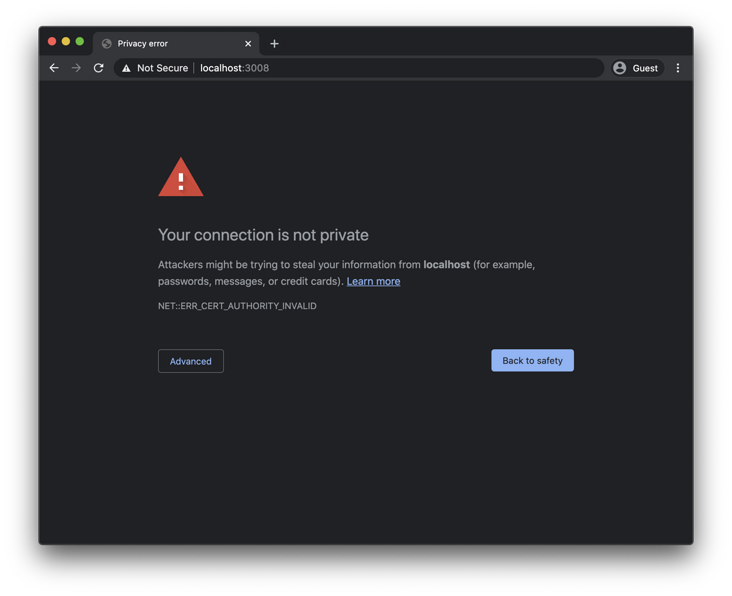 Privacy error
Not Secure localhost:3008 Guest
Your connection is not private
Attackers might be trying to steal your information from localhost (for example,
passwords, messages, or credit cards). Learn more
NET::ERR_CERT_AUTHORITY_INVALID
Advanced Back to safety